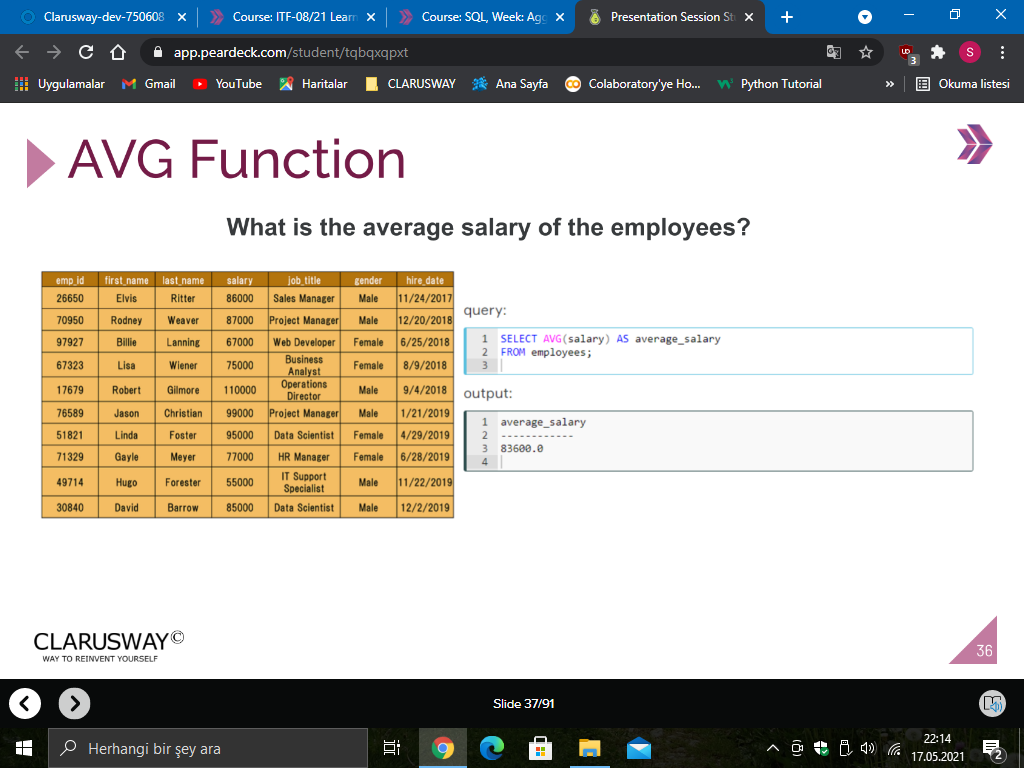 Clarusway-dev-750608
Course: ITF-08/21 Learn
Course: SQL, Week: Agg
Presentation Session St
app.peardeck.com/student/tqbqxqpxt
UD
3
S
Uygulamalar
Gmail
YouTube
Haritalar
CLARUSWAY
Ana Sayfa
Colaboratory'ye Ho...
Python Tutorial
»
Okuma listesi
AVG Function
What is the average salary of the employees?
emp_id first_name last_name salary job_title gender hire_date
26650 Elvis Ritter 86000 Sales Manager Male 11/24/2017
70950 Rodney Weaver 87000 Project Manager Male 12/20/2018
97927 Billie Lanning 67000 Web Developer Female 6/25/2018
67323 Lisa Wiener 75000 Business Analyst Female 8/9/2018
17679 Robert Gilmore 110000 Operations Director Male 9/4/2018
76589 Jason Christian 99000 Project Manager Male 1/21/2019
51821 Linda Foster 95000 Data Scientist Female 4/29/2019
71329 Gayle Meyer 77000 HR Manager Female 6/28/2019
49714 Hugo Forester 55000 IT Support Specialist Male 11/22/2019
30840 David Barrow 85000 Data Scientist Male 12/2/2019
query:
1 SELECT AVG(salary) AS average_salary
2 FROM employees;
3
output:
1 average_salary
2 ------------
3 83600.0
4
CLARUSWAY©
WAY TO REINVENT YOURSELF
36
Slide 37/91
Herhangi bir şey ara
22:14
17.05.2021
2